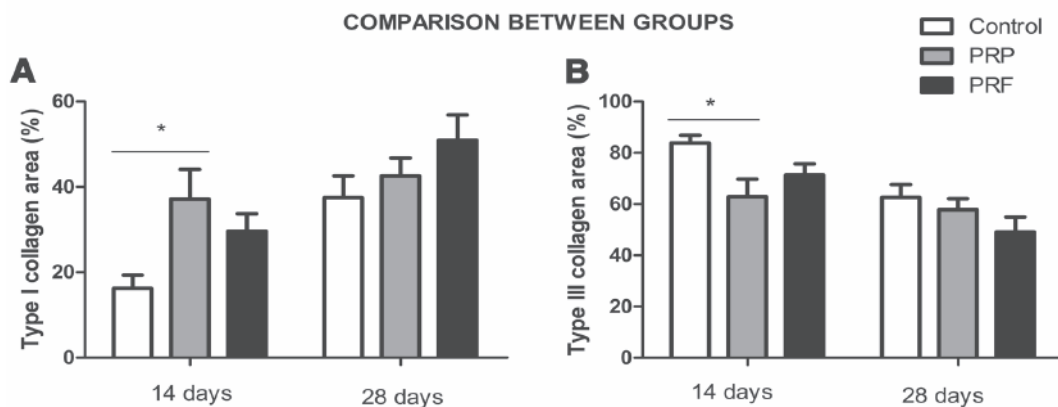 COMPARISON BETWEEN GROUPS
Control
PRP
PRF
A
Type I collagen area (%)
60
40
20
0
*
14 days
28 days
B
Type III collagen area (%)
100
80
60
40
20
0
*
14 days
28 days